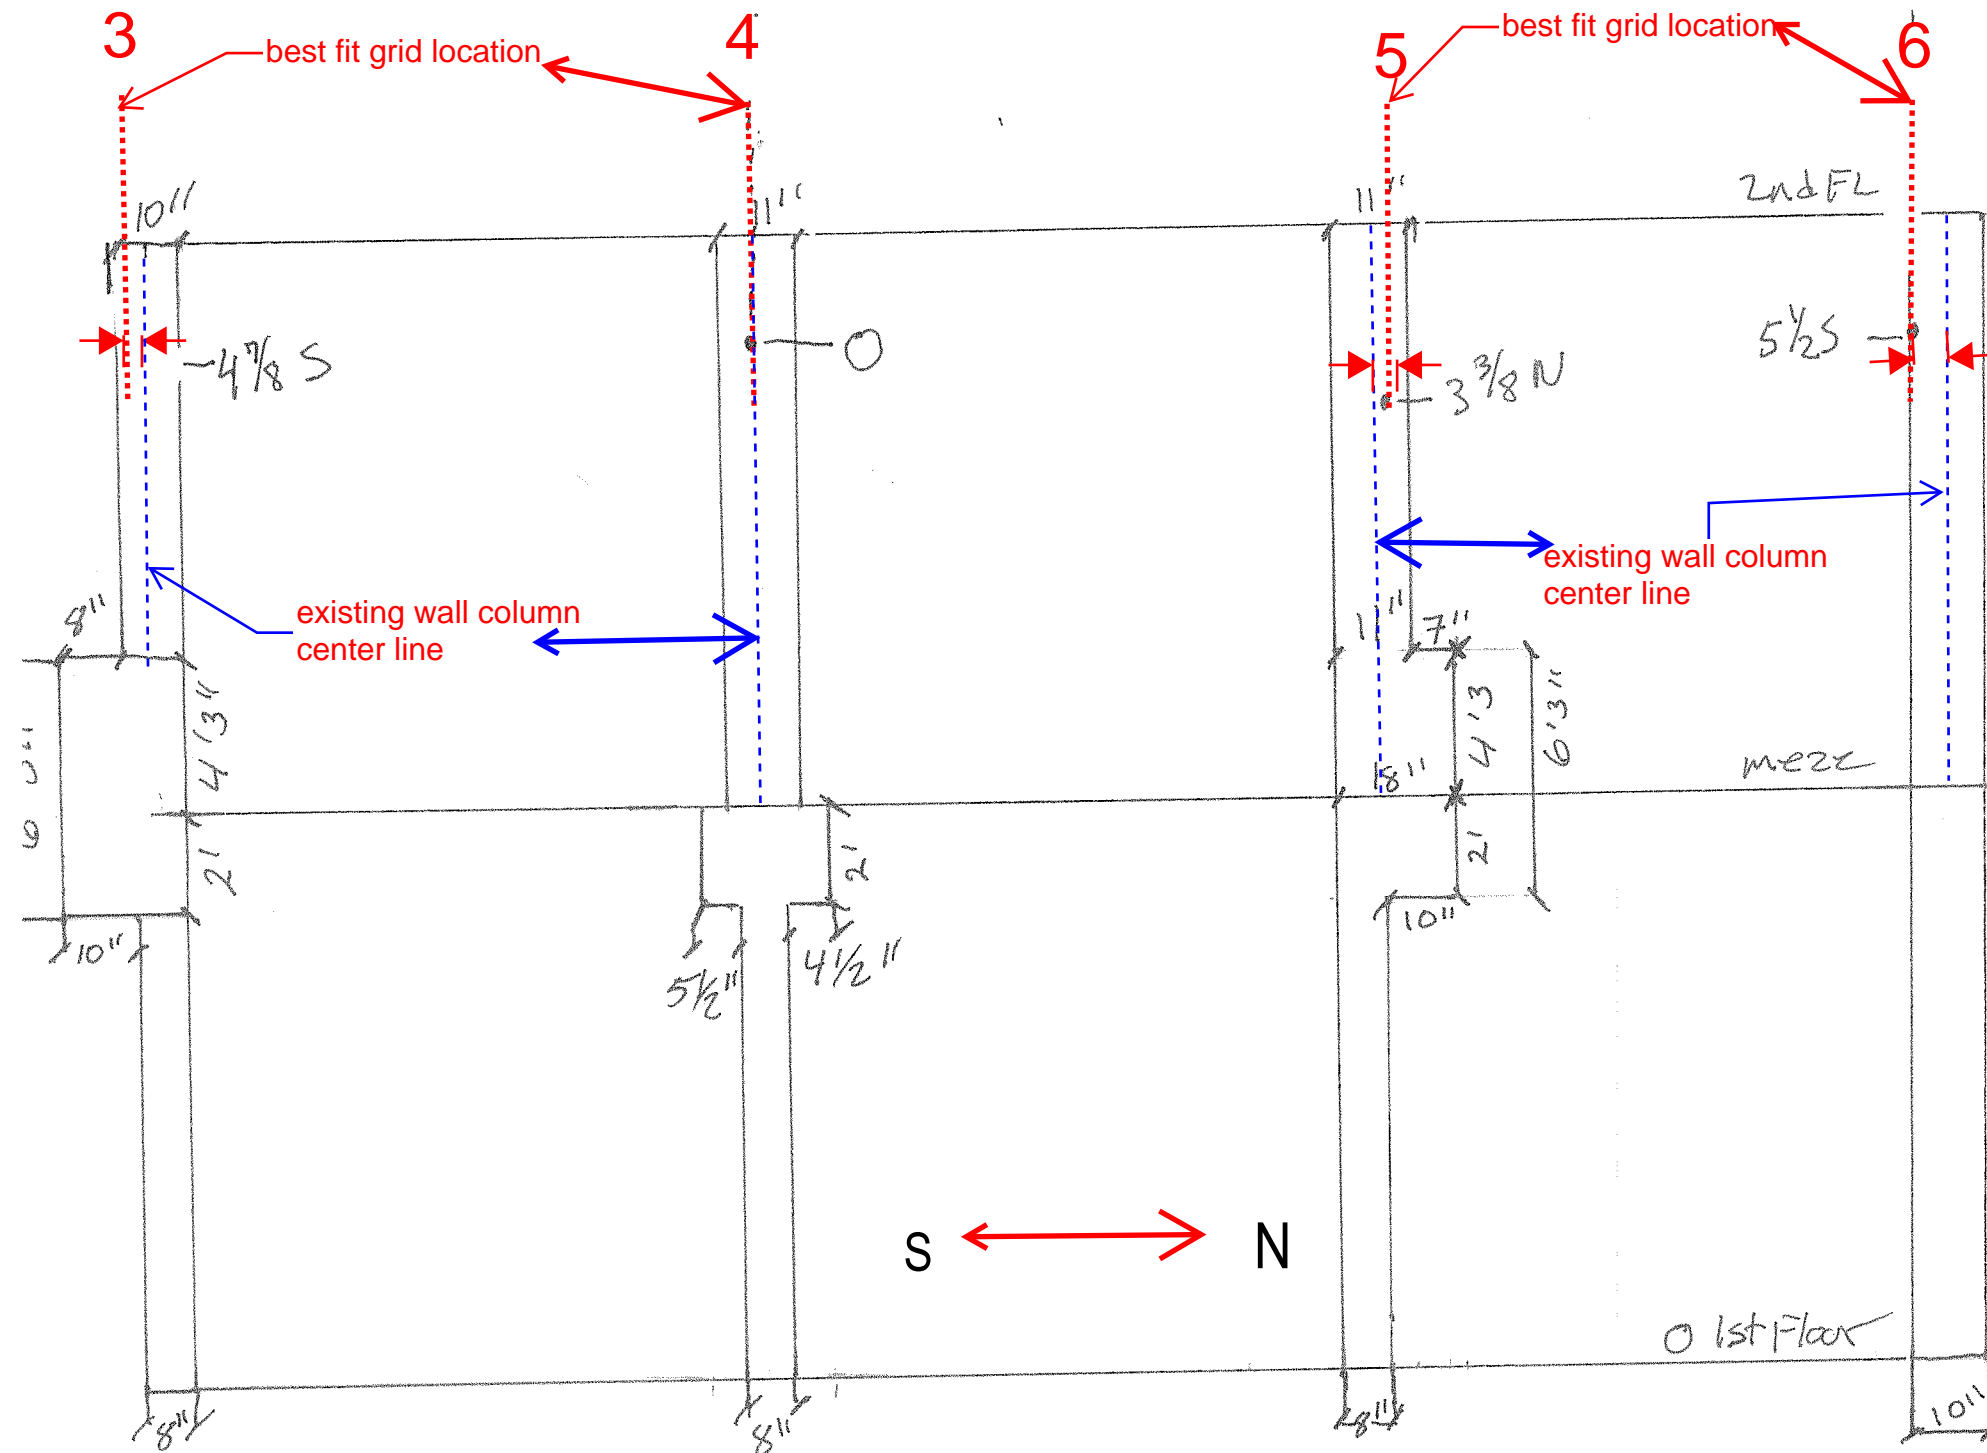 3
best fit grid location
4
5
best fit grid location
6
10"
11"
11"
2nd FL
4 7/8 S
O
3 3/8 N
5 1/2 S
existing wall column
center line
existing wall column
center line
8"
11"
7"
4'3"
4'3
6'3"
18"
mezz
2'
2'
2'
10"
5 1/2"
4 1/2"
10"
S
N
O 1st Floor
8"
8"
8"
10"